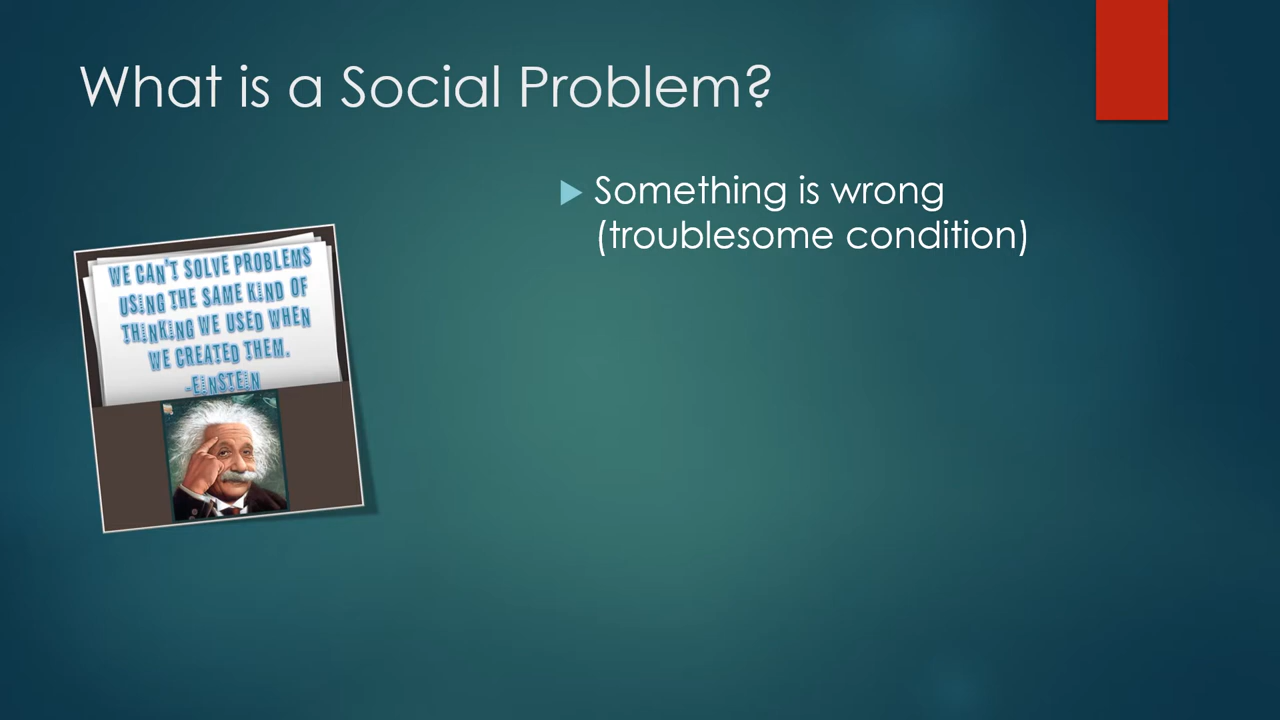 What is a Social Problem?
Something is wrong
(troublesome condition)
WE CAN'T SOLVE PROBLEMS
USING THE SAME KIND OF
THINKING WE USED WHEN
WE CREATED THEM.
-EINSTEIN